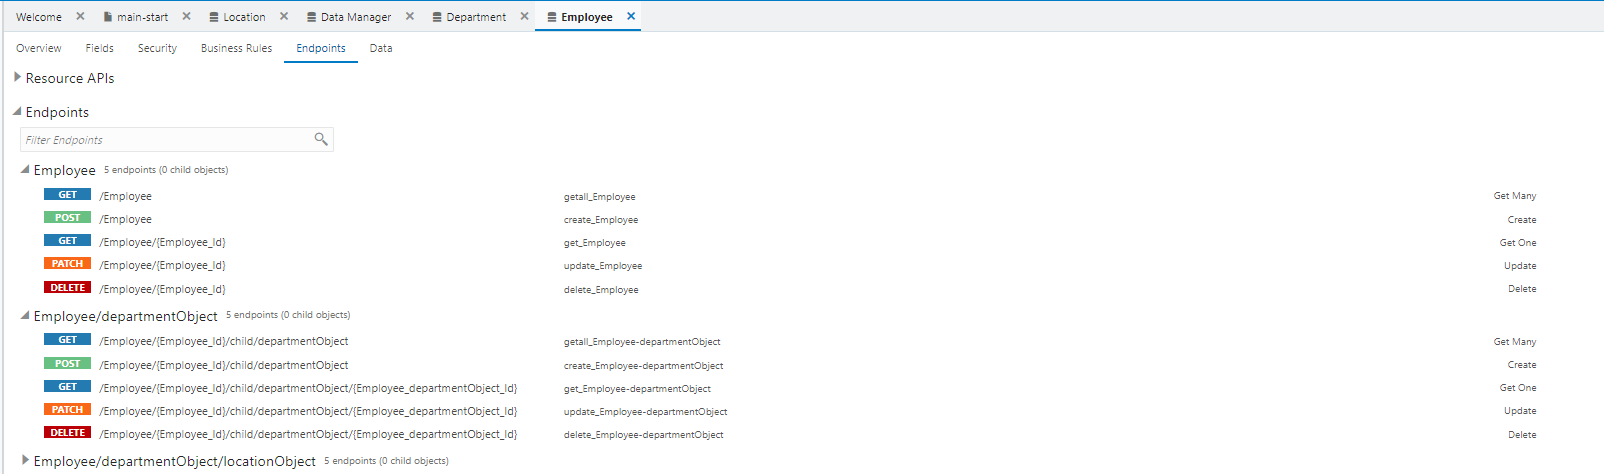 Welcome main-start Location Data Manager Department Employee
Overview Fields Security Business Rules Endpoints Data
Resource APIs
Endpoints
Filter Endpoints
Employee 5 endpoints (0 child objects)
GET /Employee getall_Employee Get Many
POST /Employee create_Employee Create
GET /Employee/{Employee_Id} get_Employee Get One
PATCH /Employee/{Employee_Id} update_Employee Update
DELETE /Employee/{Employee_Id} delete_Employee Delete
Employee/departmentObject 5 endpoints (0 child objects)
GET /Employee/{Employee_Id}/child/departmentObject getall_Employee-departmentObject Get Many
POST /Employee/{Employee_Id}/child/departmentObject create_Employee-departmentObject Create
GET /Employee/{Employee_Id}/child/departmentObject/{Employee_departmentObject_Id} get_Employee-departmentObject Get One
PATCH /Employee/{Employee_Id}/child/departmentObject/{Employee_departmentObject_Id} update_Employee-departmentObject Update
DELETE /Employee/{Employee_Id}/child/departmentObject/{Employee_departmentObject_Id} delete_Employee-departmentObject Delete
Employee/departmentObject/locationObject 5 endpoints (0 child objects)